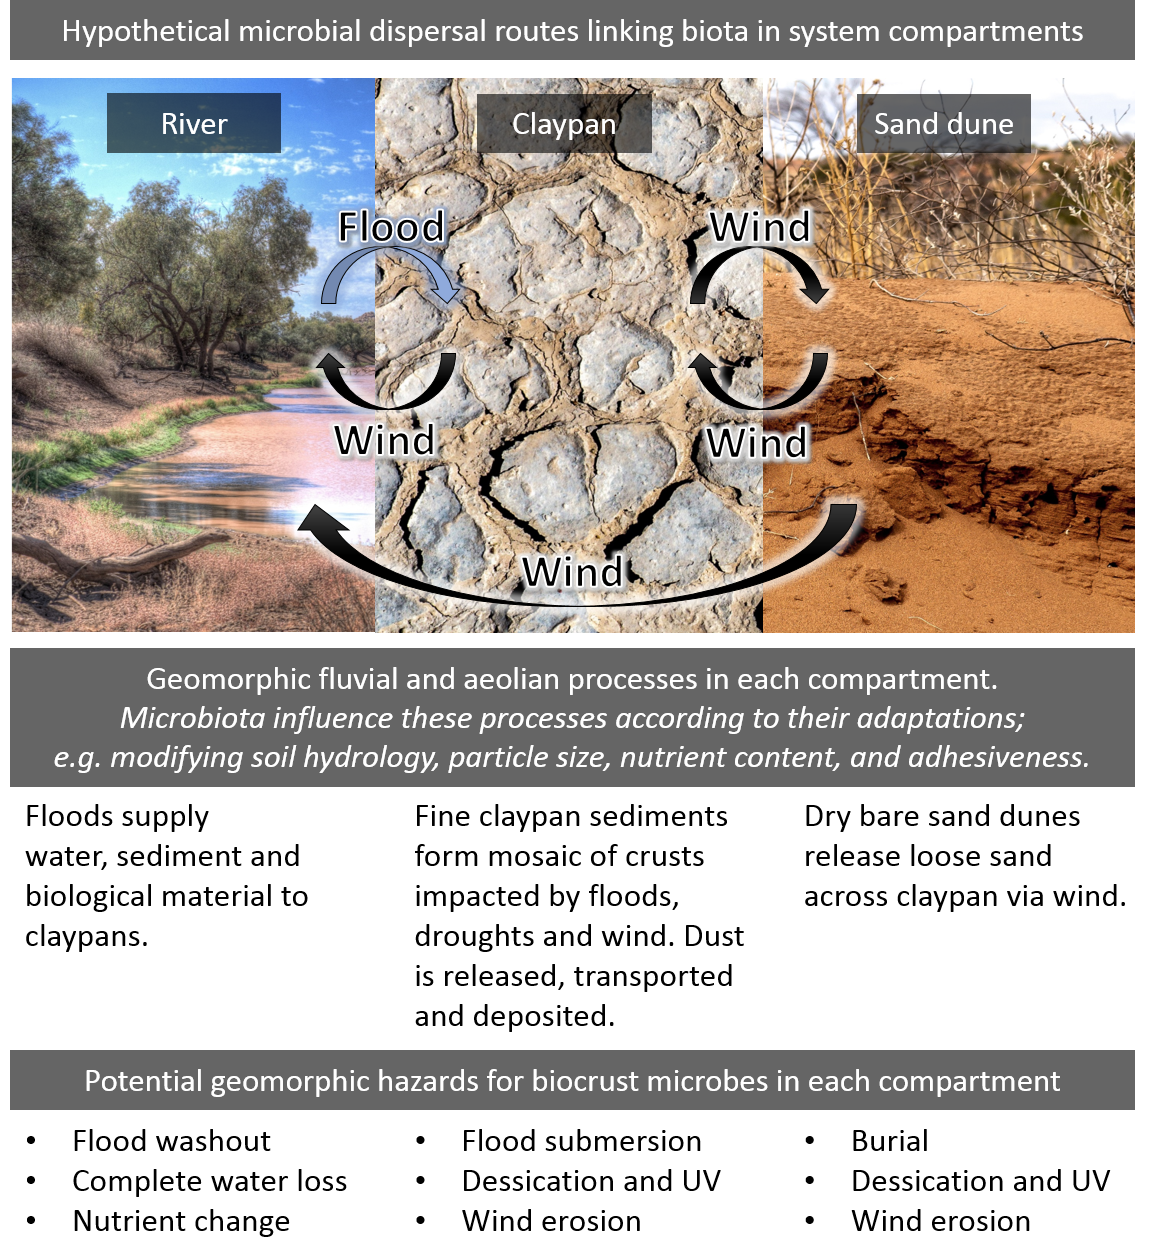 Hypothetical microbial dispersal routes linking biota in system compartments
River
Claypan
Sand dune
Flood
Wind
Wind
Wind
Wind
Geomorphic fluvial and aeolian processes in each compartment.
Microbiota influence these processes according to their adaptations;
e.g. modifying soil hydrology, particle size, nutrient content, and adhesiveness.
Floods supply
water, sediment and
biological material to
claypans.
Fine claypan sediments
form mosaic of crusts
impacted by floods,
droughts and wind. Dust
is released, transported
and deposited.
Dry bare sand dunes
release loose sand
across claypan via wind.
Potential geomorphic hazards for biocrust microbes in each compartment
• Flood washout
• Complete water loss
• Nutrient change
• Flood submersion
• Dessication and UV
• Wind erosion
• Burial
• Dessication and UV
• Wind erosion